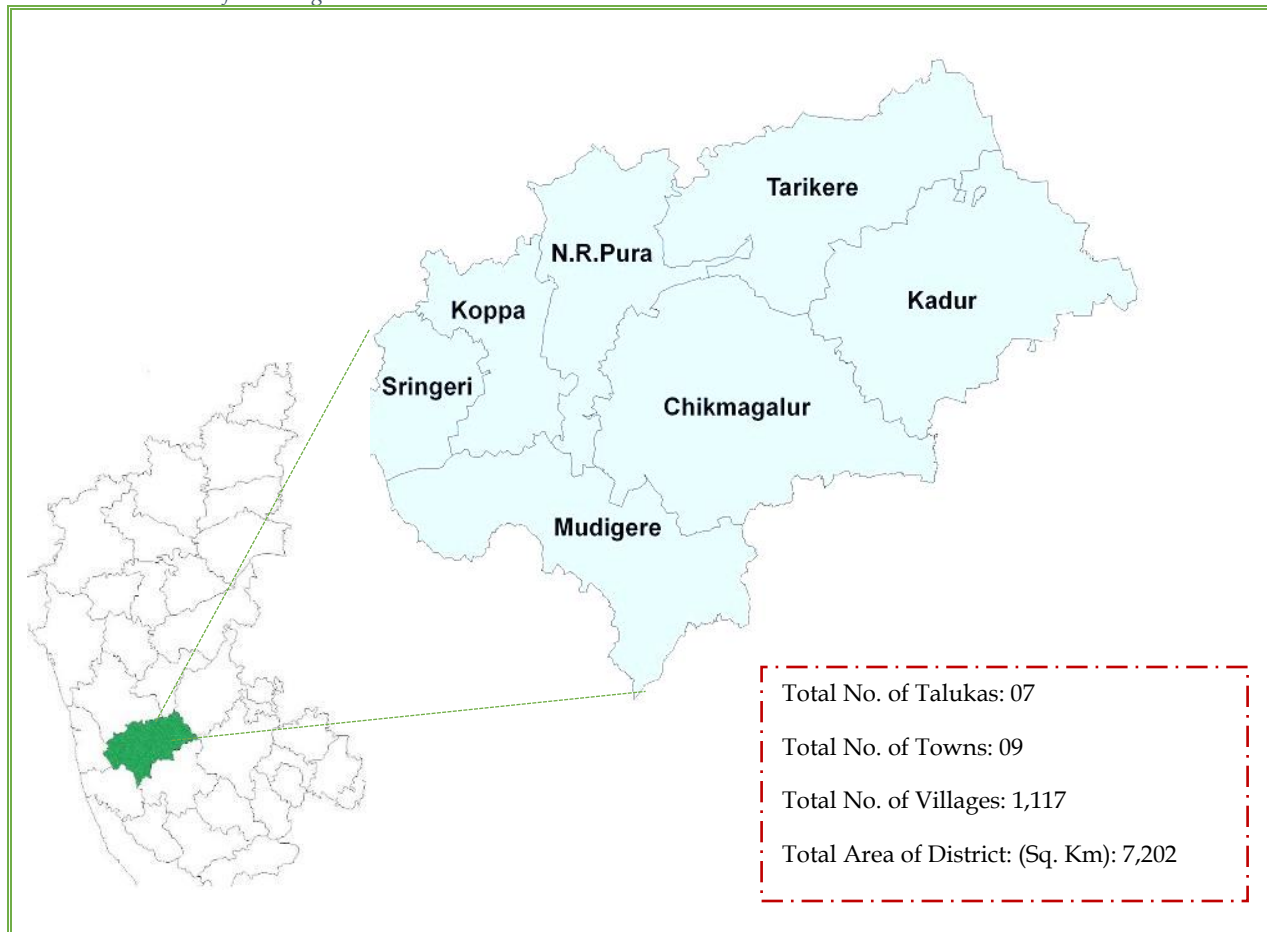 Tarikere
N.R.Pura
Kadur
Koppa
Sringeri
Chikmagalur
Mudigere
Total No. of Talukas: 07
Total No. of Towns: 09
Total No. of Villages: 1,117
Total Area of District: (Sq. Km): 7,202